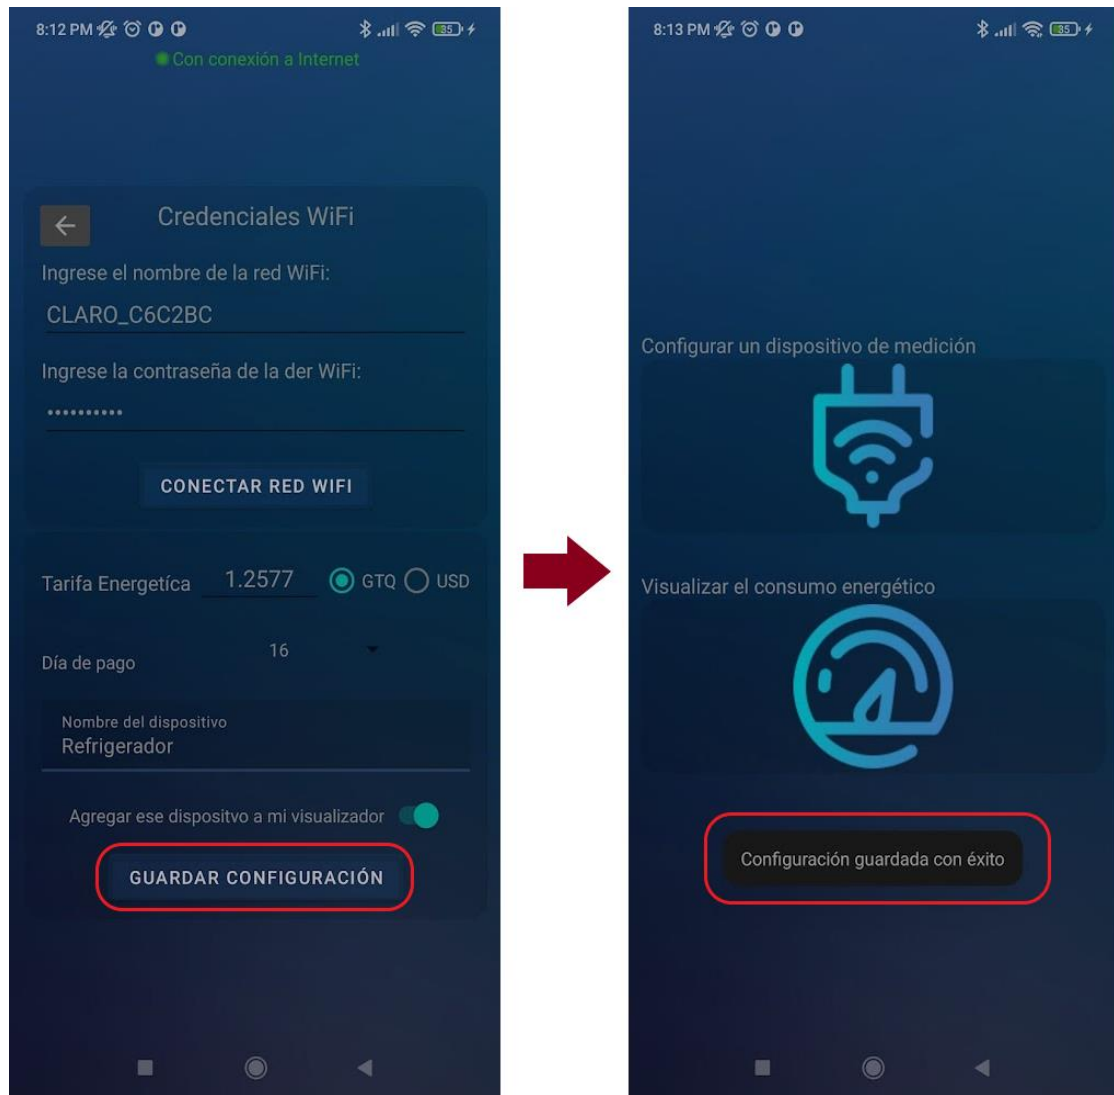 8:12 PM
85
Con conexión a Internet
Credenciales WiFi
Ingrese el nombre de la red WiFi:
CLARO_C6C2BC
Ingrese la contraseña de la der WiFi:
••••••••••
CONECTAR RED WIFI
Tarifa Energetíca 1.2577 GTQ USD
Día de pago 16
Nombre del dispositivo
Refrigerador
Agregar ese dispositvo a mi visualizador
GUARDAR CONFIGURACIÓN
8:13 PM
85
Configurar un dispositivo de medición
Visualizar el consumo energético
Configuración guardada con éxito